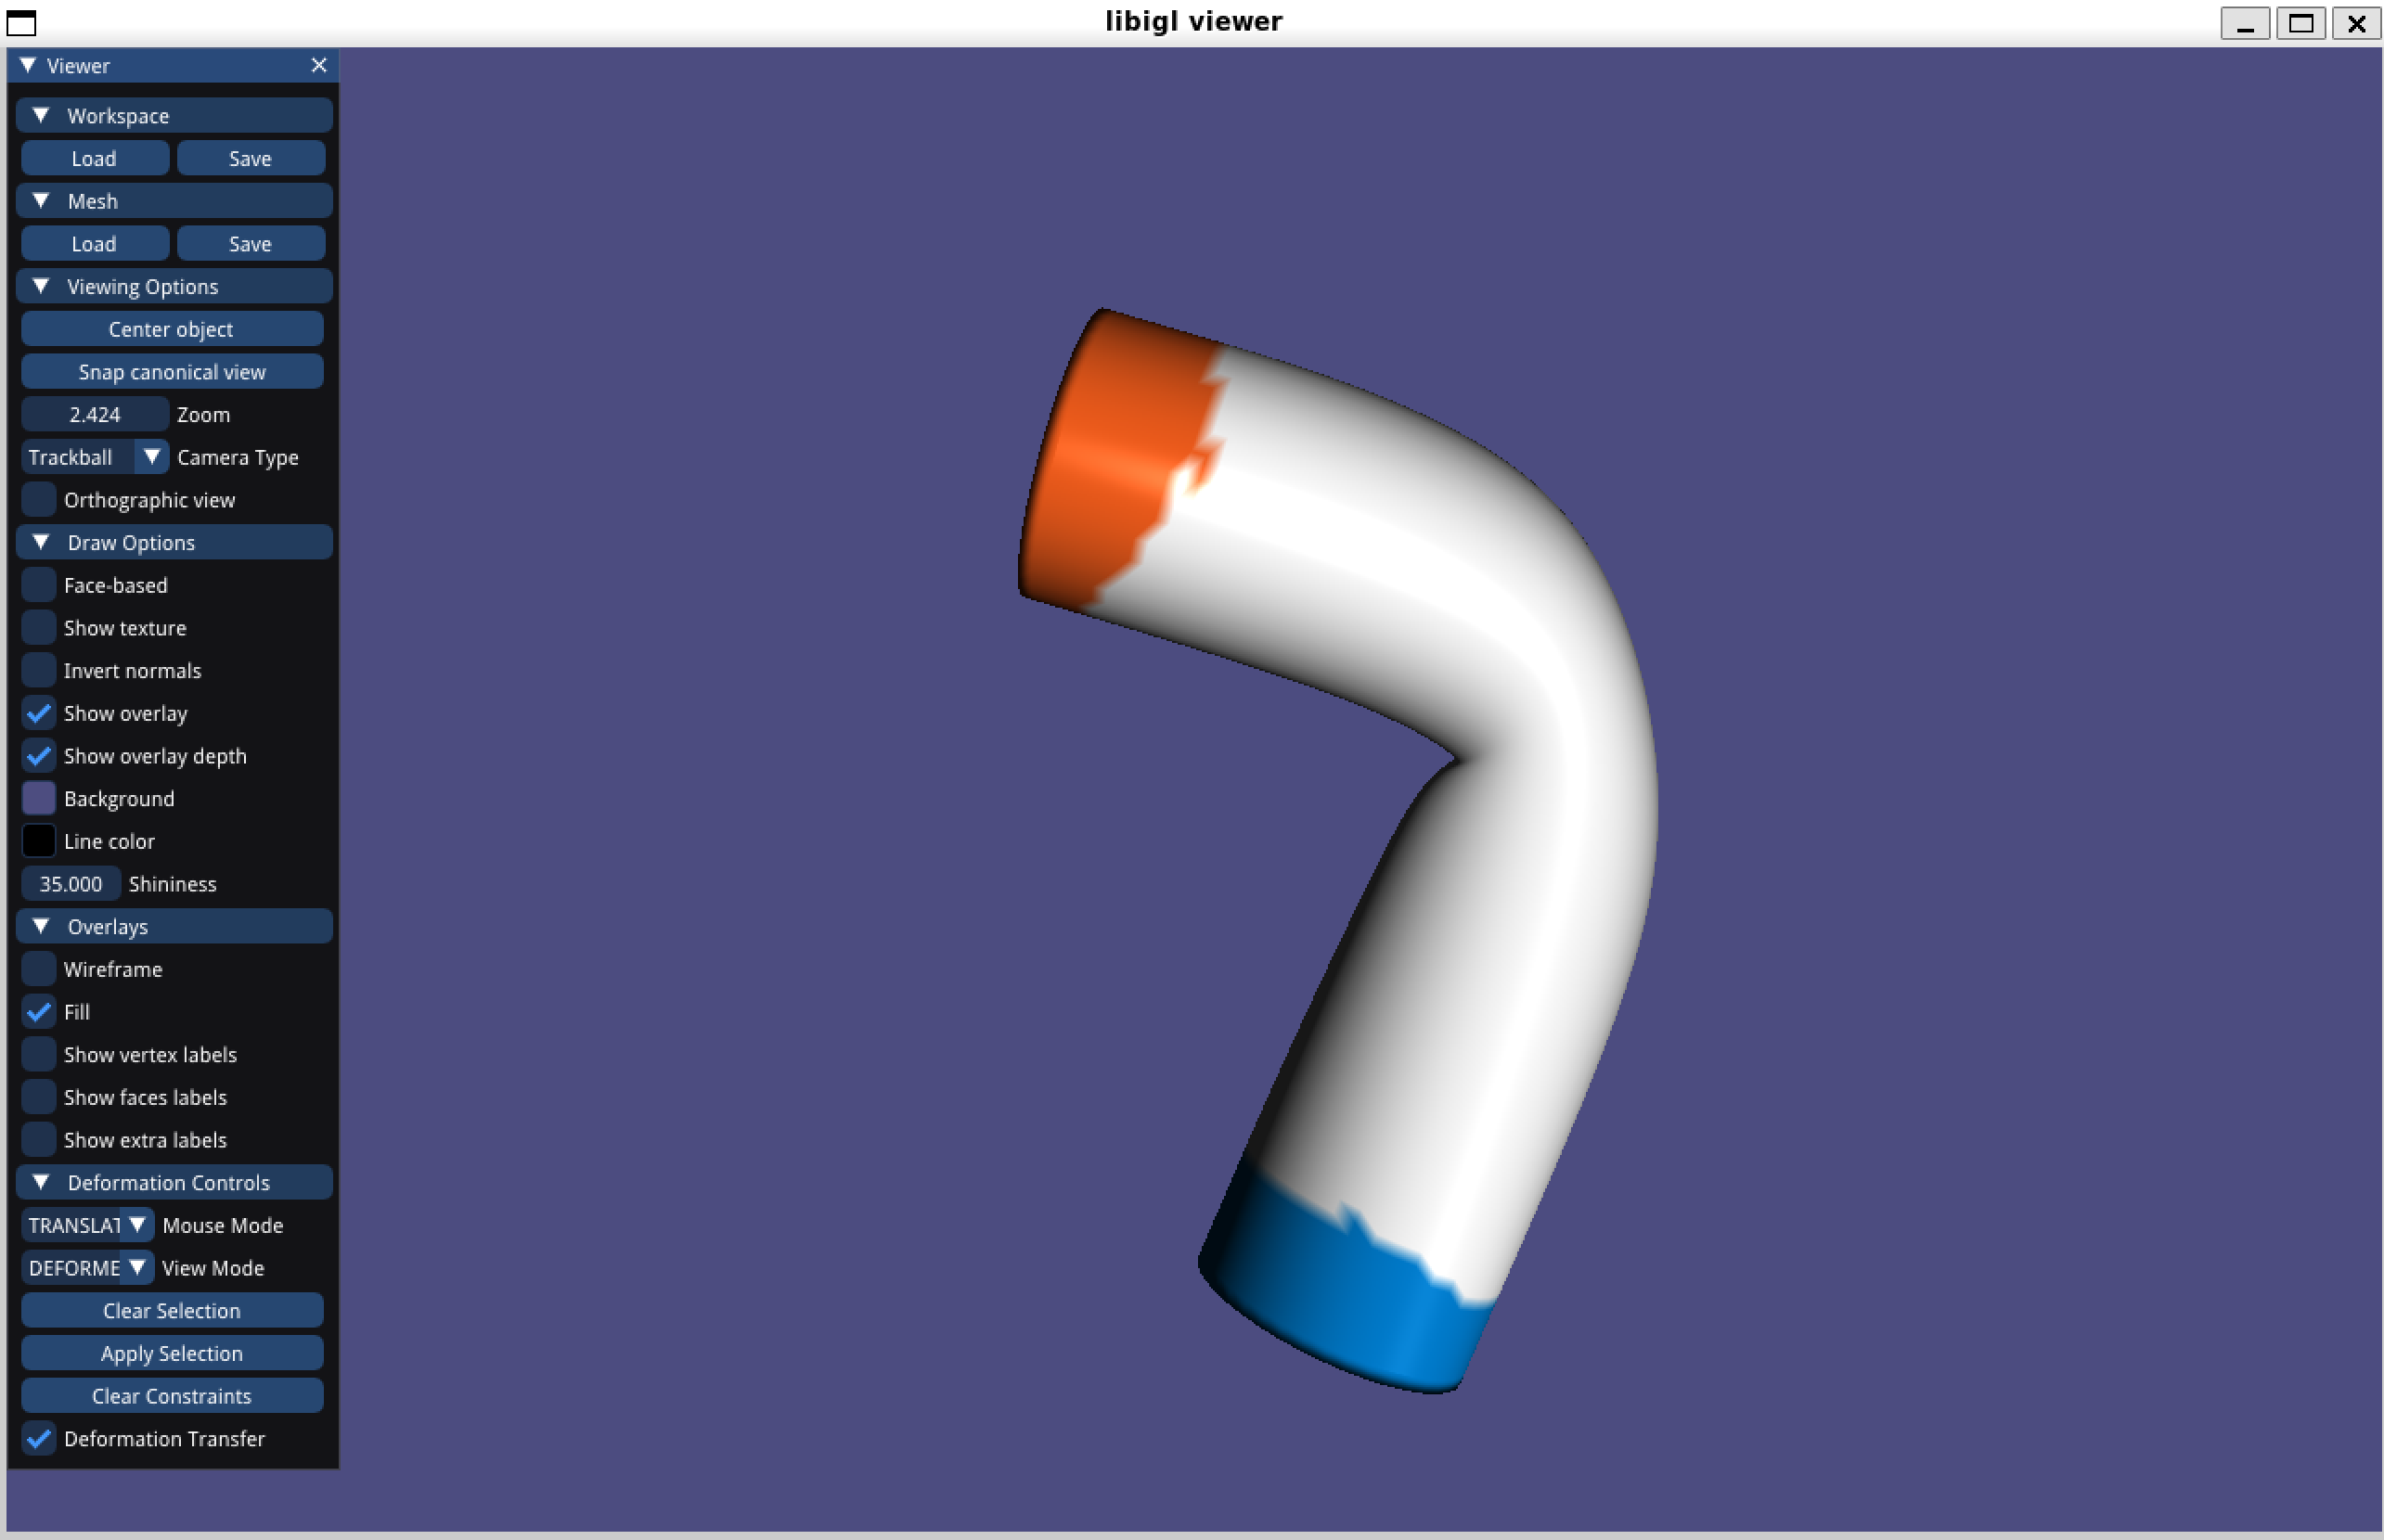 libigl viewer
Viewer
Workspace
Load Save
Mesh
Load Save
Viewing Options
Center object
Snap canonical view
2.424 Zoom
Trackball Camera Type
Orthographic view
Draw Options
Face-based
Show texture
Invert normals
Show overlay
Show overlay depth
Background
Line color
35.000 Shininess
Overlays
Wireframe
Fill
Show vertex labels
Show faces labels
Show extra labels
Deformation Controls
TRANSLAT Mouse Mode
DEFORME View Mode
Clear Selection
Apply Selection
Clear Constraints
Deformation Transfer